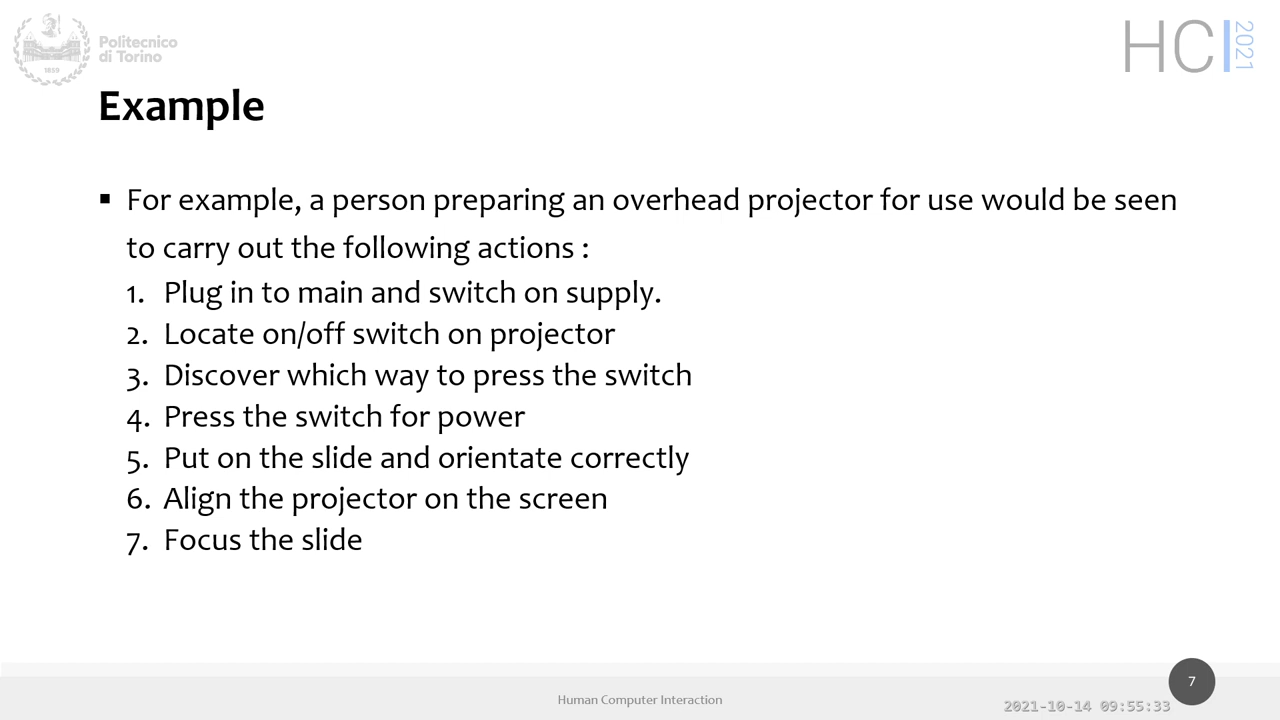 Politecnico
di Torino
1859
HCI 2021
Example
▪ For example, a person preparing an overhead projector for use would be seen
to carry out the following actions :
1. Plug in to main and switch on supply.
2. Locate on/off switch on projector
3. Discover which way to press the switch
4. Press the switch for power
5. Put on the slide and orientate correctly
6. Align the projector on the screen
7. Focus the slide
7
Human Computer Interaction
2021-10-14 09:55:33